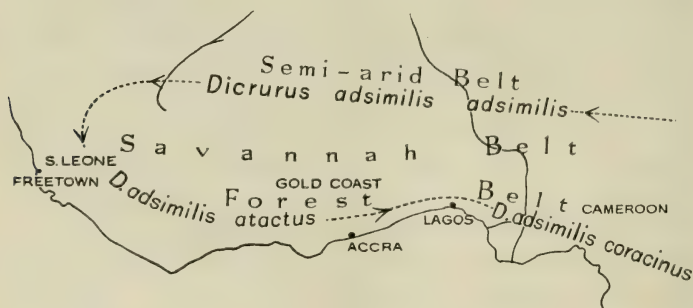 Semi-arid Belt
Dicrurus adsimilis adsimilis
Savannah Belt
S. LEONE
FREETOWN
GOLD COAST
Forest Belt
D. adsimilis atactus
CAMEROON
LAGOS
D. adsimilis coracinus
ACCRA